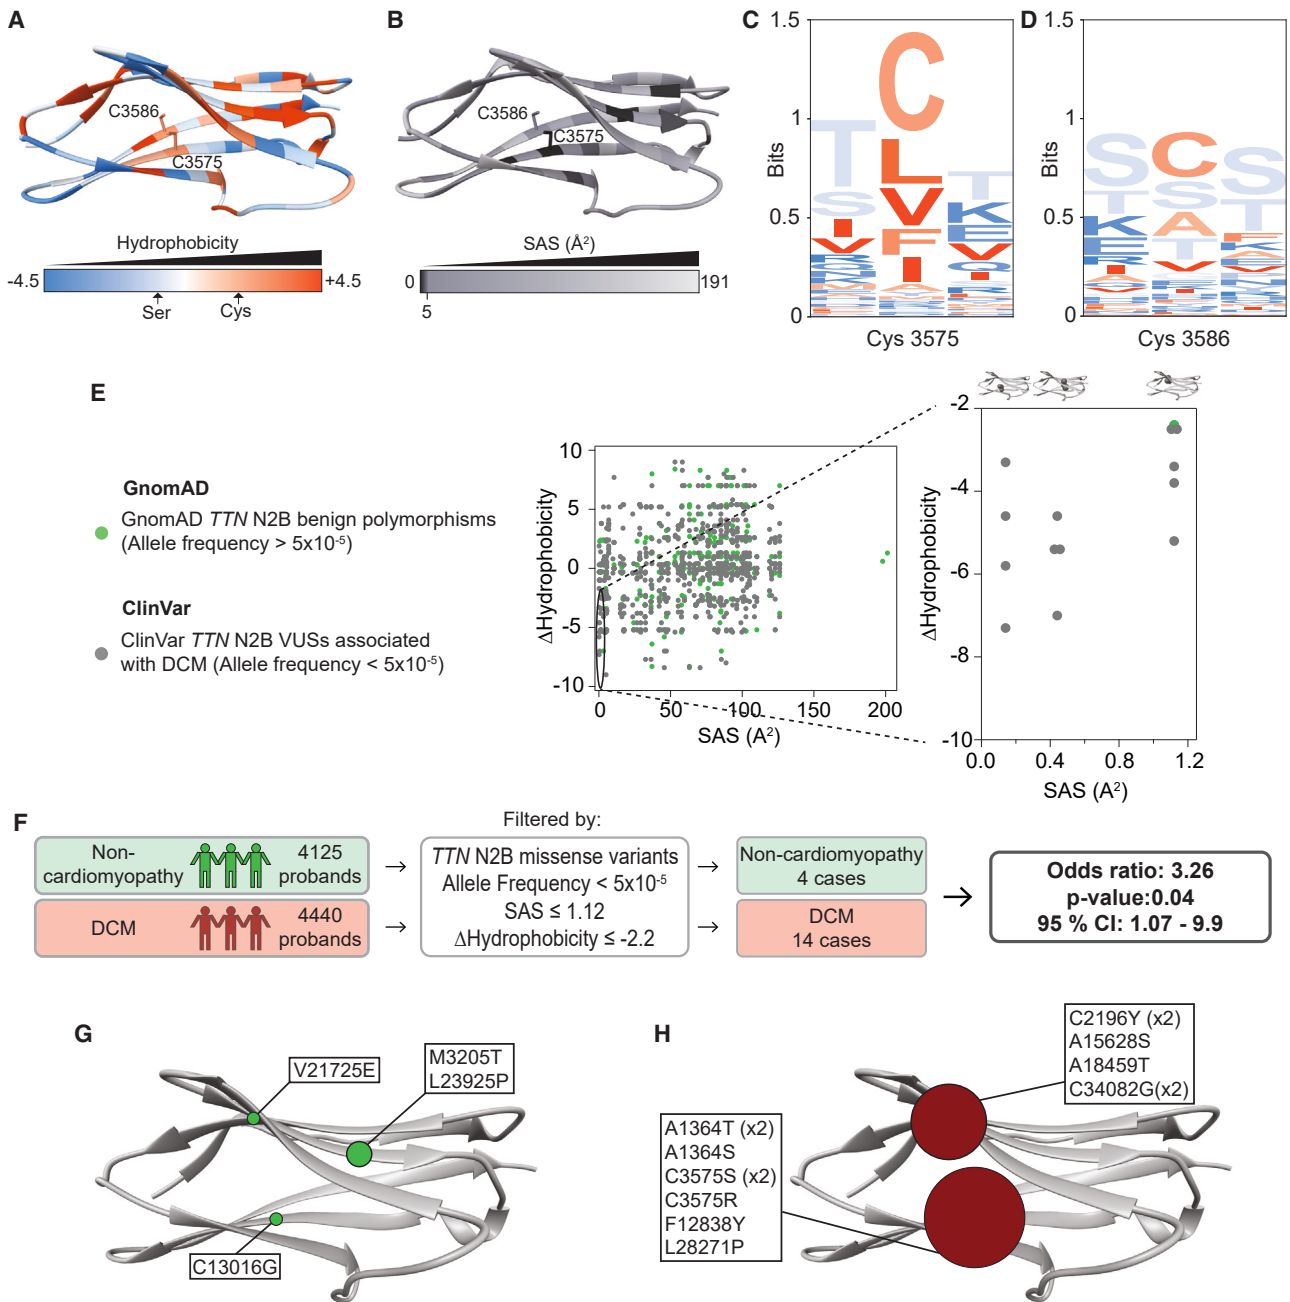 A
C3586
C3575
Hydrophobicity
-4.5
+4.5
Ser
Cys
B
C3586
C3575
SAS (Å²)
0
191
5
C
1.5
1
0.5
0
Bits
T
S
I
V
C
L
V
F
I
T
K
E
V
Q
Cys 3575
D
1.5
1
0.5
0
Bits
S
T
K
E
C
S
A
T
V
S
T
Cys 3586
E
GnomAD
GnomAD TTN N2B benign polymorphisms
(Allele frequency > 5x10⁻⁵)
ClinVar
ClinVar TTN N2B VUSs associated
with DCM (Allele frequency < 5x10⁻⁵)
ΔHydrophobicity
10
5
0
-5
-10
0
50
100
150
200
SAS (A²)
ΔHydrophobicity
-2
-4
-6
-8
-10
0.0
0.4
0.8
1.2
SAS (A²)
F
Non-
cardiomyopathy
4125
probands
DCM
4440
probands
Filtered by:
TTN N2B missense variants
Allele Frequency < 5x10⁻⁵
SAS ≤ 1.12
ΔHydrophobicity ≤ -2.2
Non-cardiomyopathy
4 cases
DCM
14 cases
Odds ratio: 3.26
p-value:0.04
95 % CI: 1.07 - 9.9
G
V21725E
M3205T
L23925P
C13016G
H
C2196Y (x2)
A15628S
A18459T
C34082G(x2)
A1364T (x2)
A1364S
C3575S (x2)
C3575R
F12838Y
L28271P